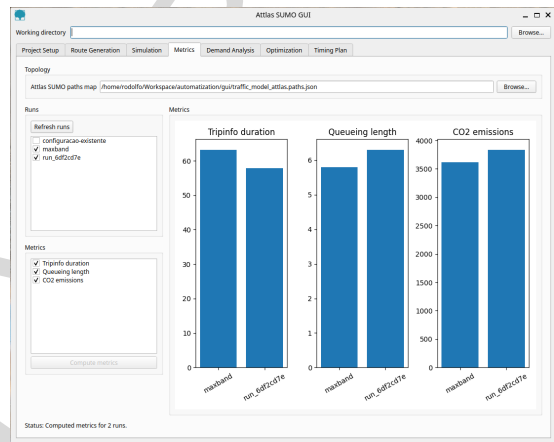 Attlas SUMO GUI
Working directory
Browse...
Project Setup Route Generation Simulation Metrics Demand Analysis Optimization Timing Plan
Topology
Attlas SUMO paths map /home/rodolfo/Workspace/automatization/gui/traffic_model_attlas.paths.json Browse...
Runs
Refresh runs
configuracao-existente
maxband
run_6df2cd7e
Metrics
Tripinfo duration
Queueing length
CO2 emissions
Compute metrics
Metrics
Tripinfo duration
60
50
40
30
20
10
0
maxband run_6df2cd7e
Queueing length
6
5
4
3
2
1
0
maxband run_6df2cd7e
CO2 emissions
4000
3500
3000
2500
2000
1500
1000
500
0
maxband run_6df2cd7e
Status: Computed metrics for 2 runs.